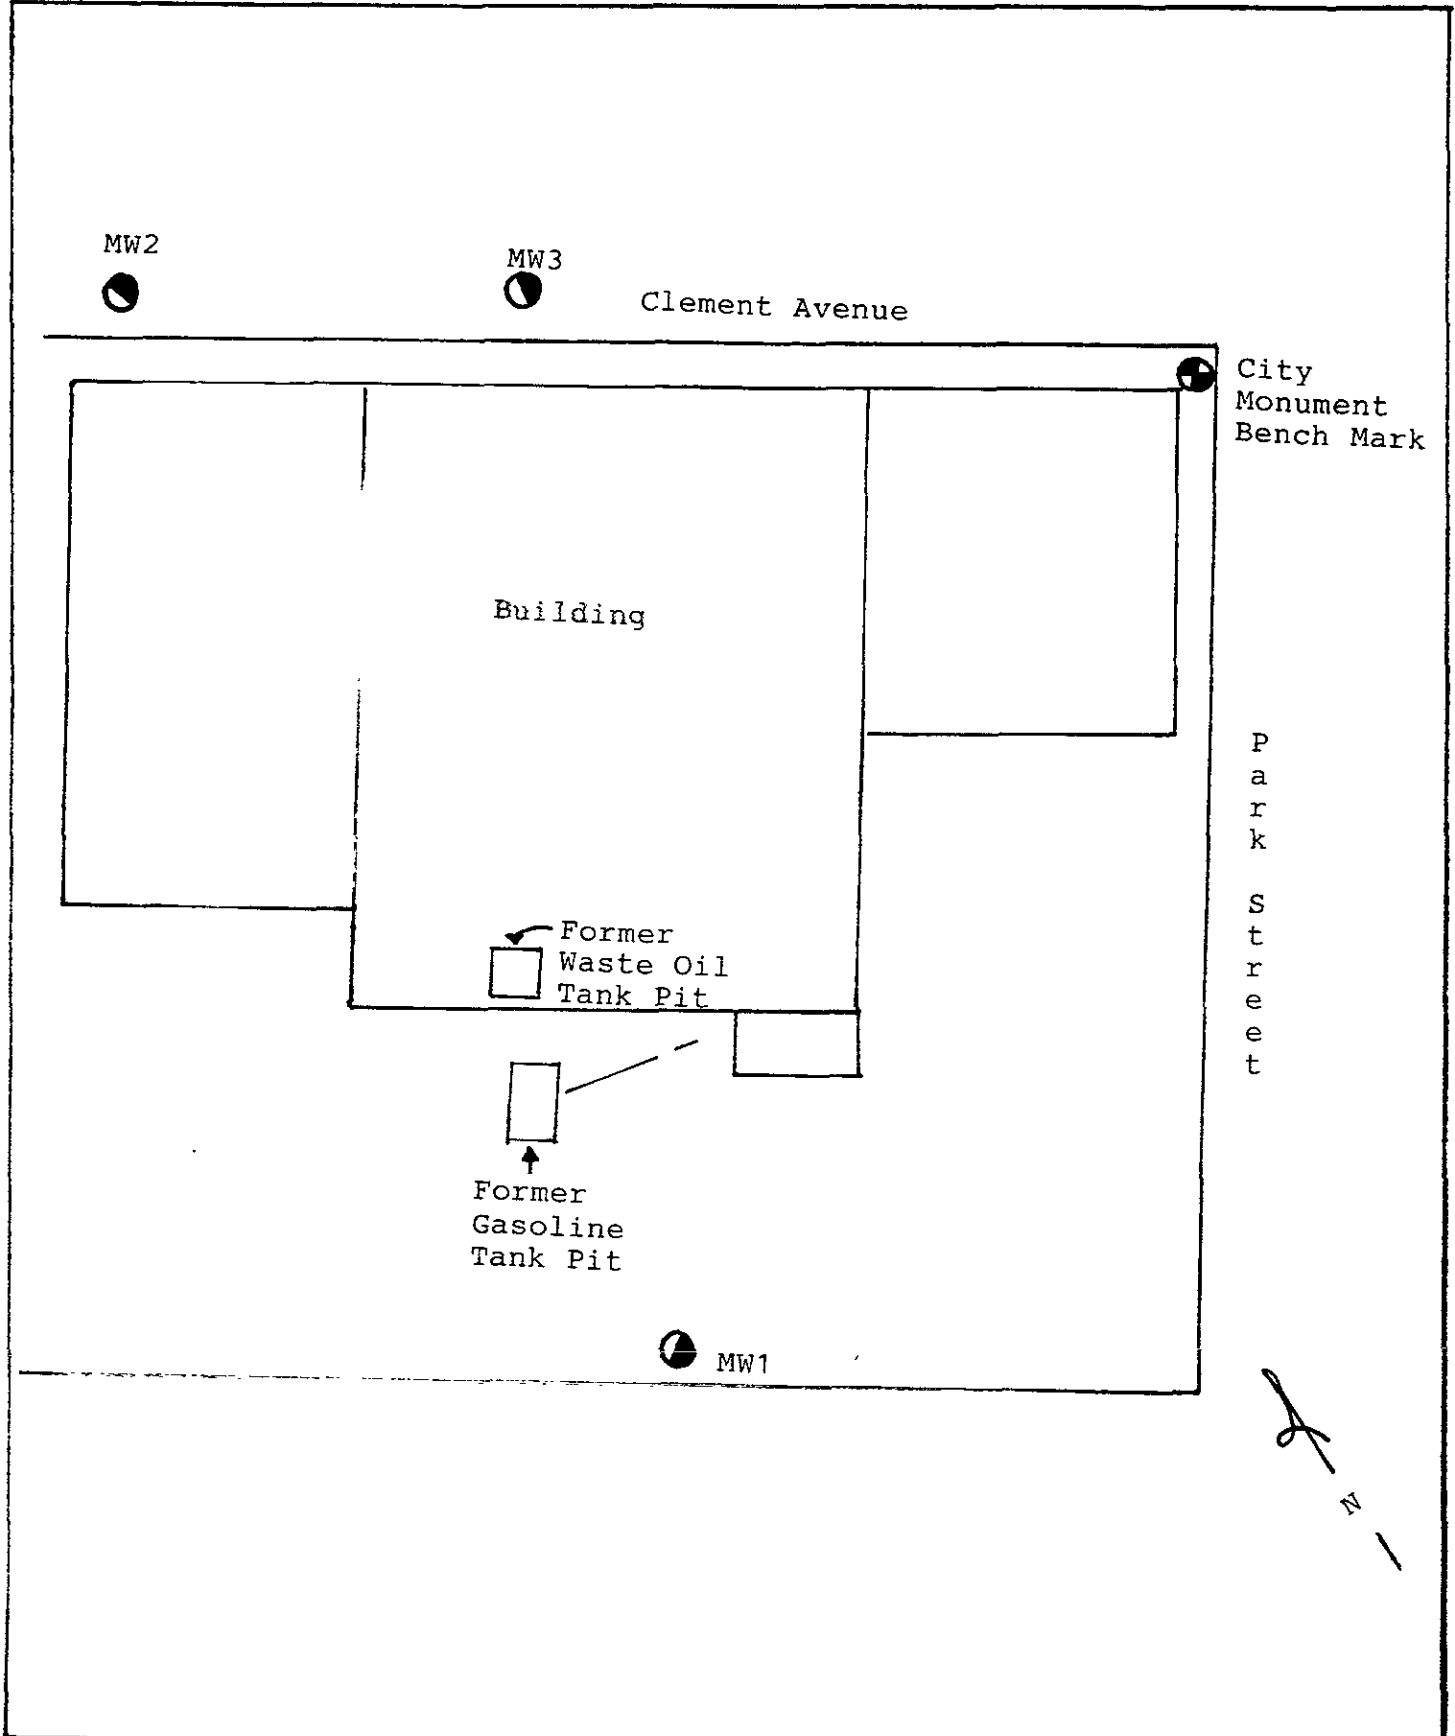 MW2
MW3
Clement Avenue
City
Monument
Bench Mark
Building
Park Street
Former
Waste Oil
Tank Pit
Former
Gasoline
Tank Pit
MW1
N